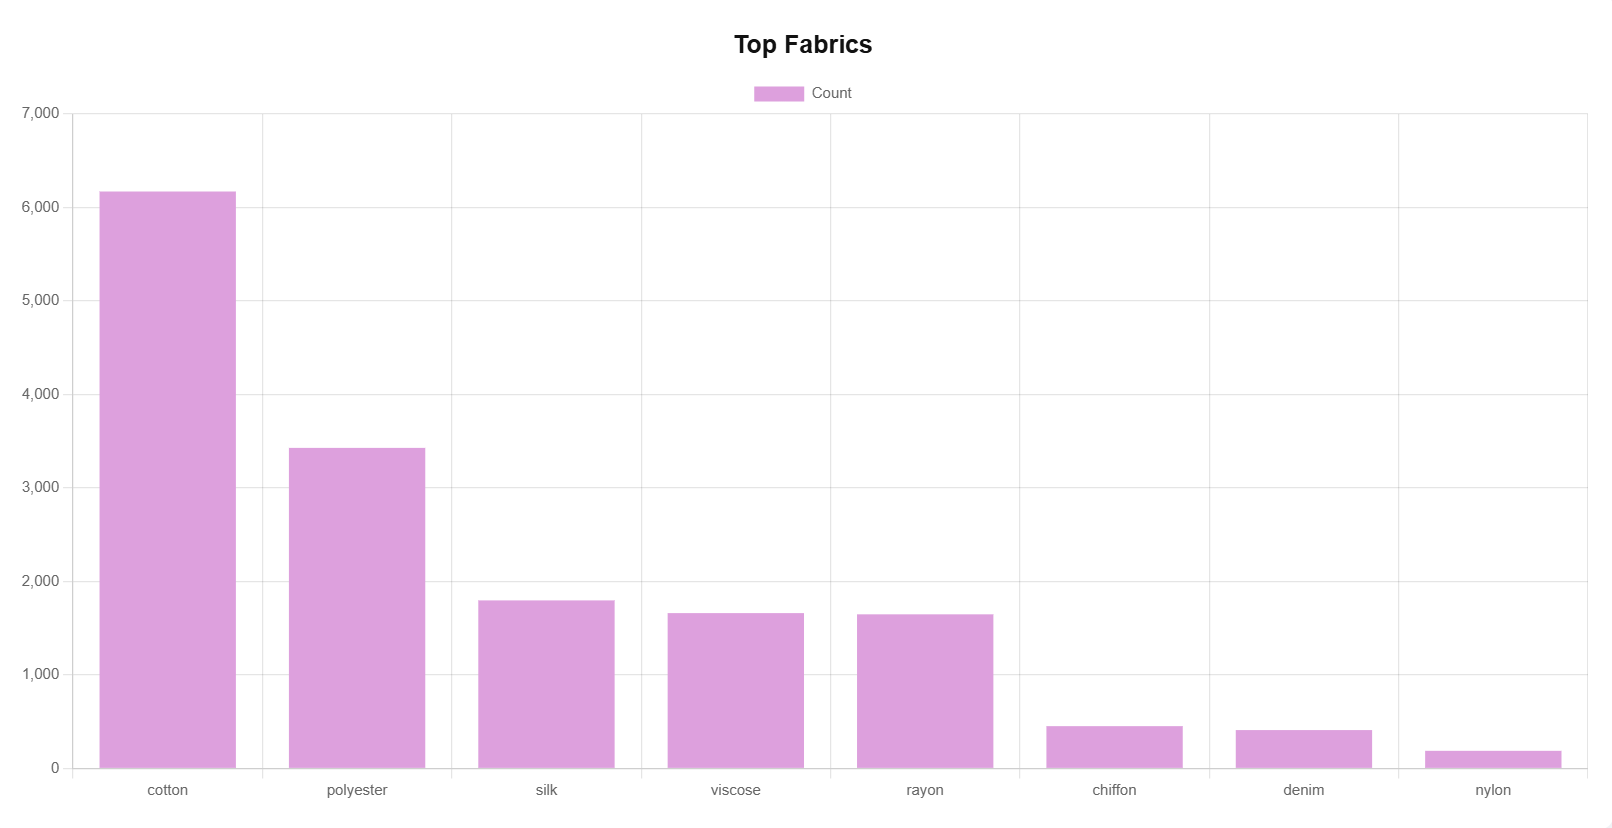 Top Fabrics
Count
7,000
6,000
5,000
4,000
3,000
2,000
1,000
0
cotton polyester silk viscose rayon chiffon denim nylon